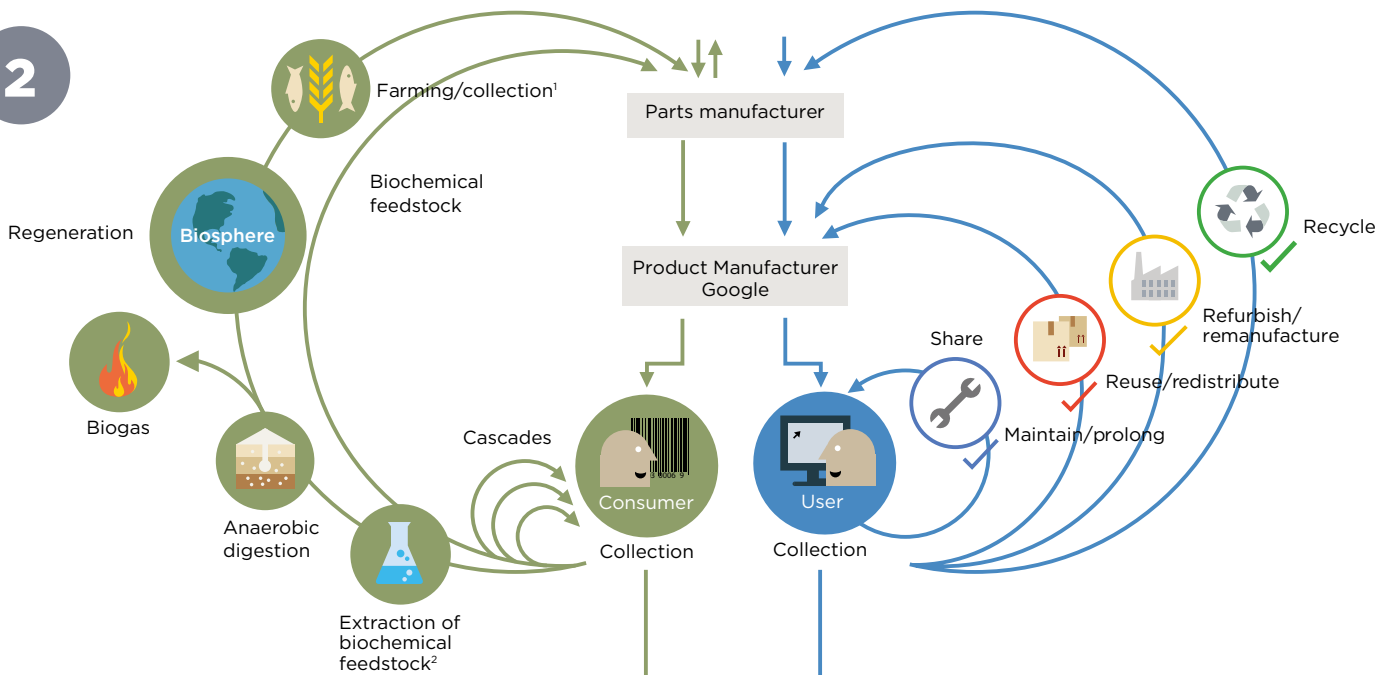 2
Farming/collection¹
Parts manufacturer
Biochemical
feedstock
Regeneration
Biosphere
Recycle
Product Manufacturer
Google
Refurbish/
remanufacture
Share
Reuse/redistribute
Biogas
Cascades
Maintain/prolong
Consumer
User
Anaerobic
digestion
Collection
Collection
Extraction of
biochemical
feedstock²